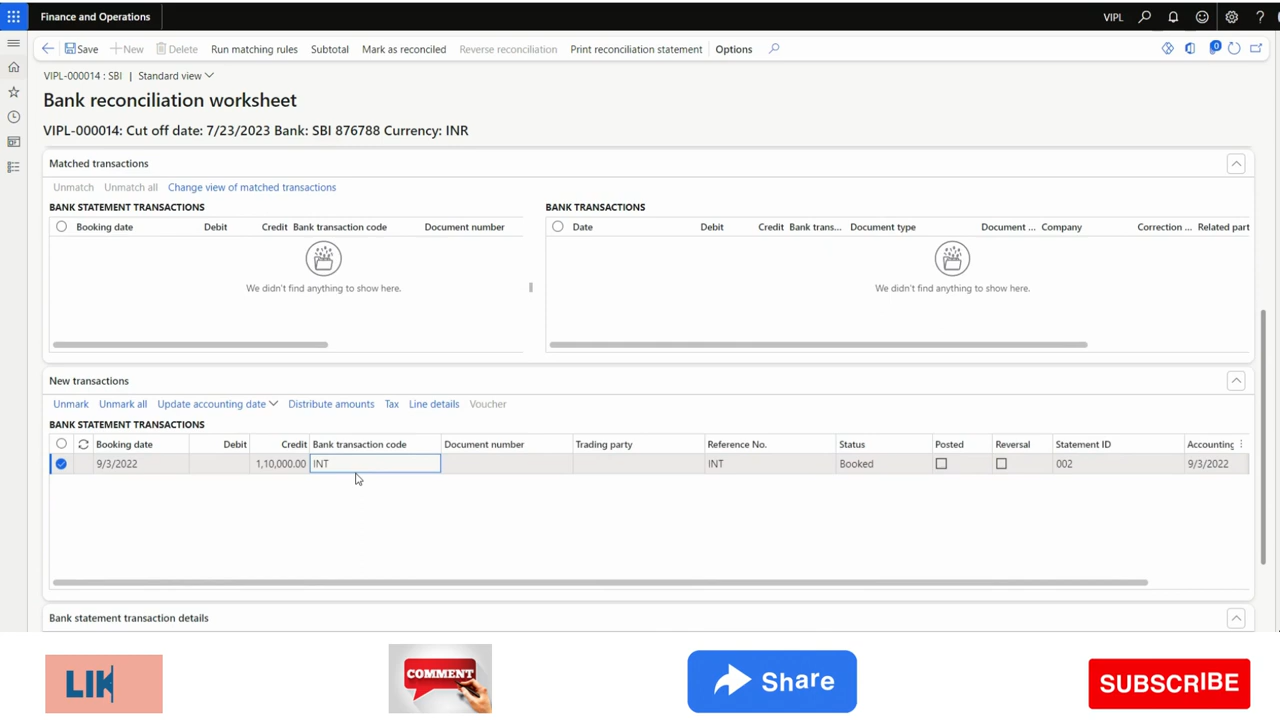 Finance and Operations
VIPL
?
Save
New
Delete
Run matching rules
Subtotal
Mark as reconciled
Reverse reconciliation
Print reconciliation statement
Options
0
VIPL-000014 : SBI | Standard view
Bank reconciliation worksheet
VIPL-000014: Cut off date: 7/23/2023 Bank: SBI 876788 Currency: INR
Matched transactions
Unmatch Unmatch all Change view of matched transactions
BANK STATEMENT TRANSACTIONS
Booking date Debit Credit Bank transaction code Document number
We didn't find anything to show here.
BANK TRANSACTIONS
Date Debit Credit Bank trans... Document type Document ... Company Correction ... Related part
We didn't find anything to show here.
New transactions
Unmark Unmark all Update accounting date Distribute amounts Tax Line details Voucher
BANK STATEMENT TRANSACTIONS
Booking date Debit Credit Bank transaction code Document number Trading party Reference No. Status Posted Reversal Statement ID Accounting
9/3/2022 1,10,000.00 INT INT Booked 002 9/3/2022
Bank statement transaction details
LIK
COMMENT
Share
SUBSCRIBE